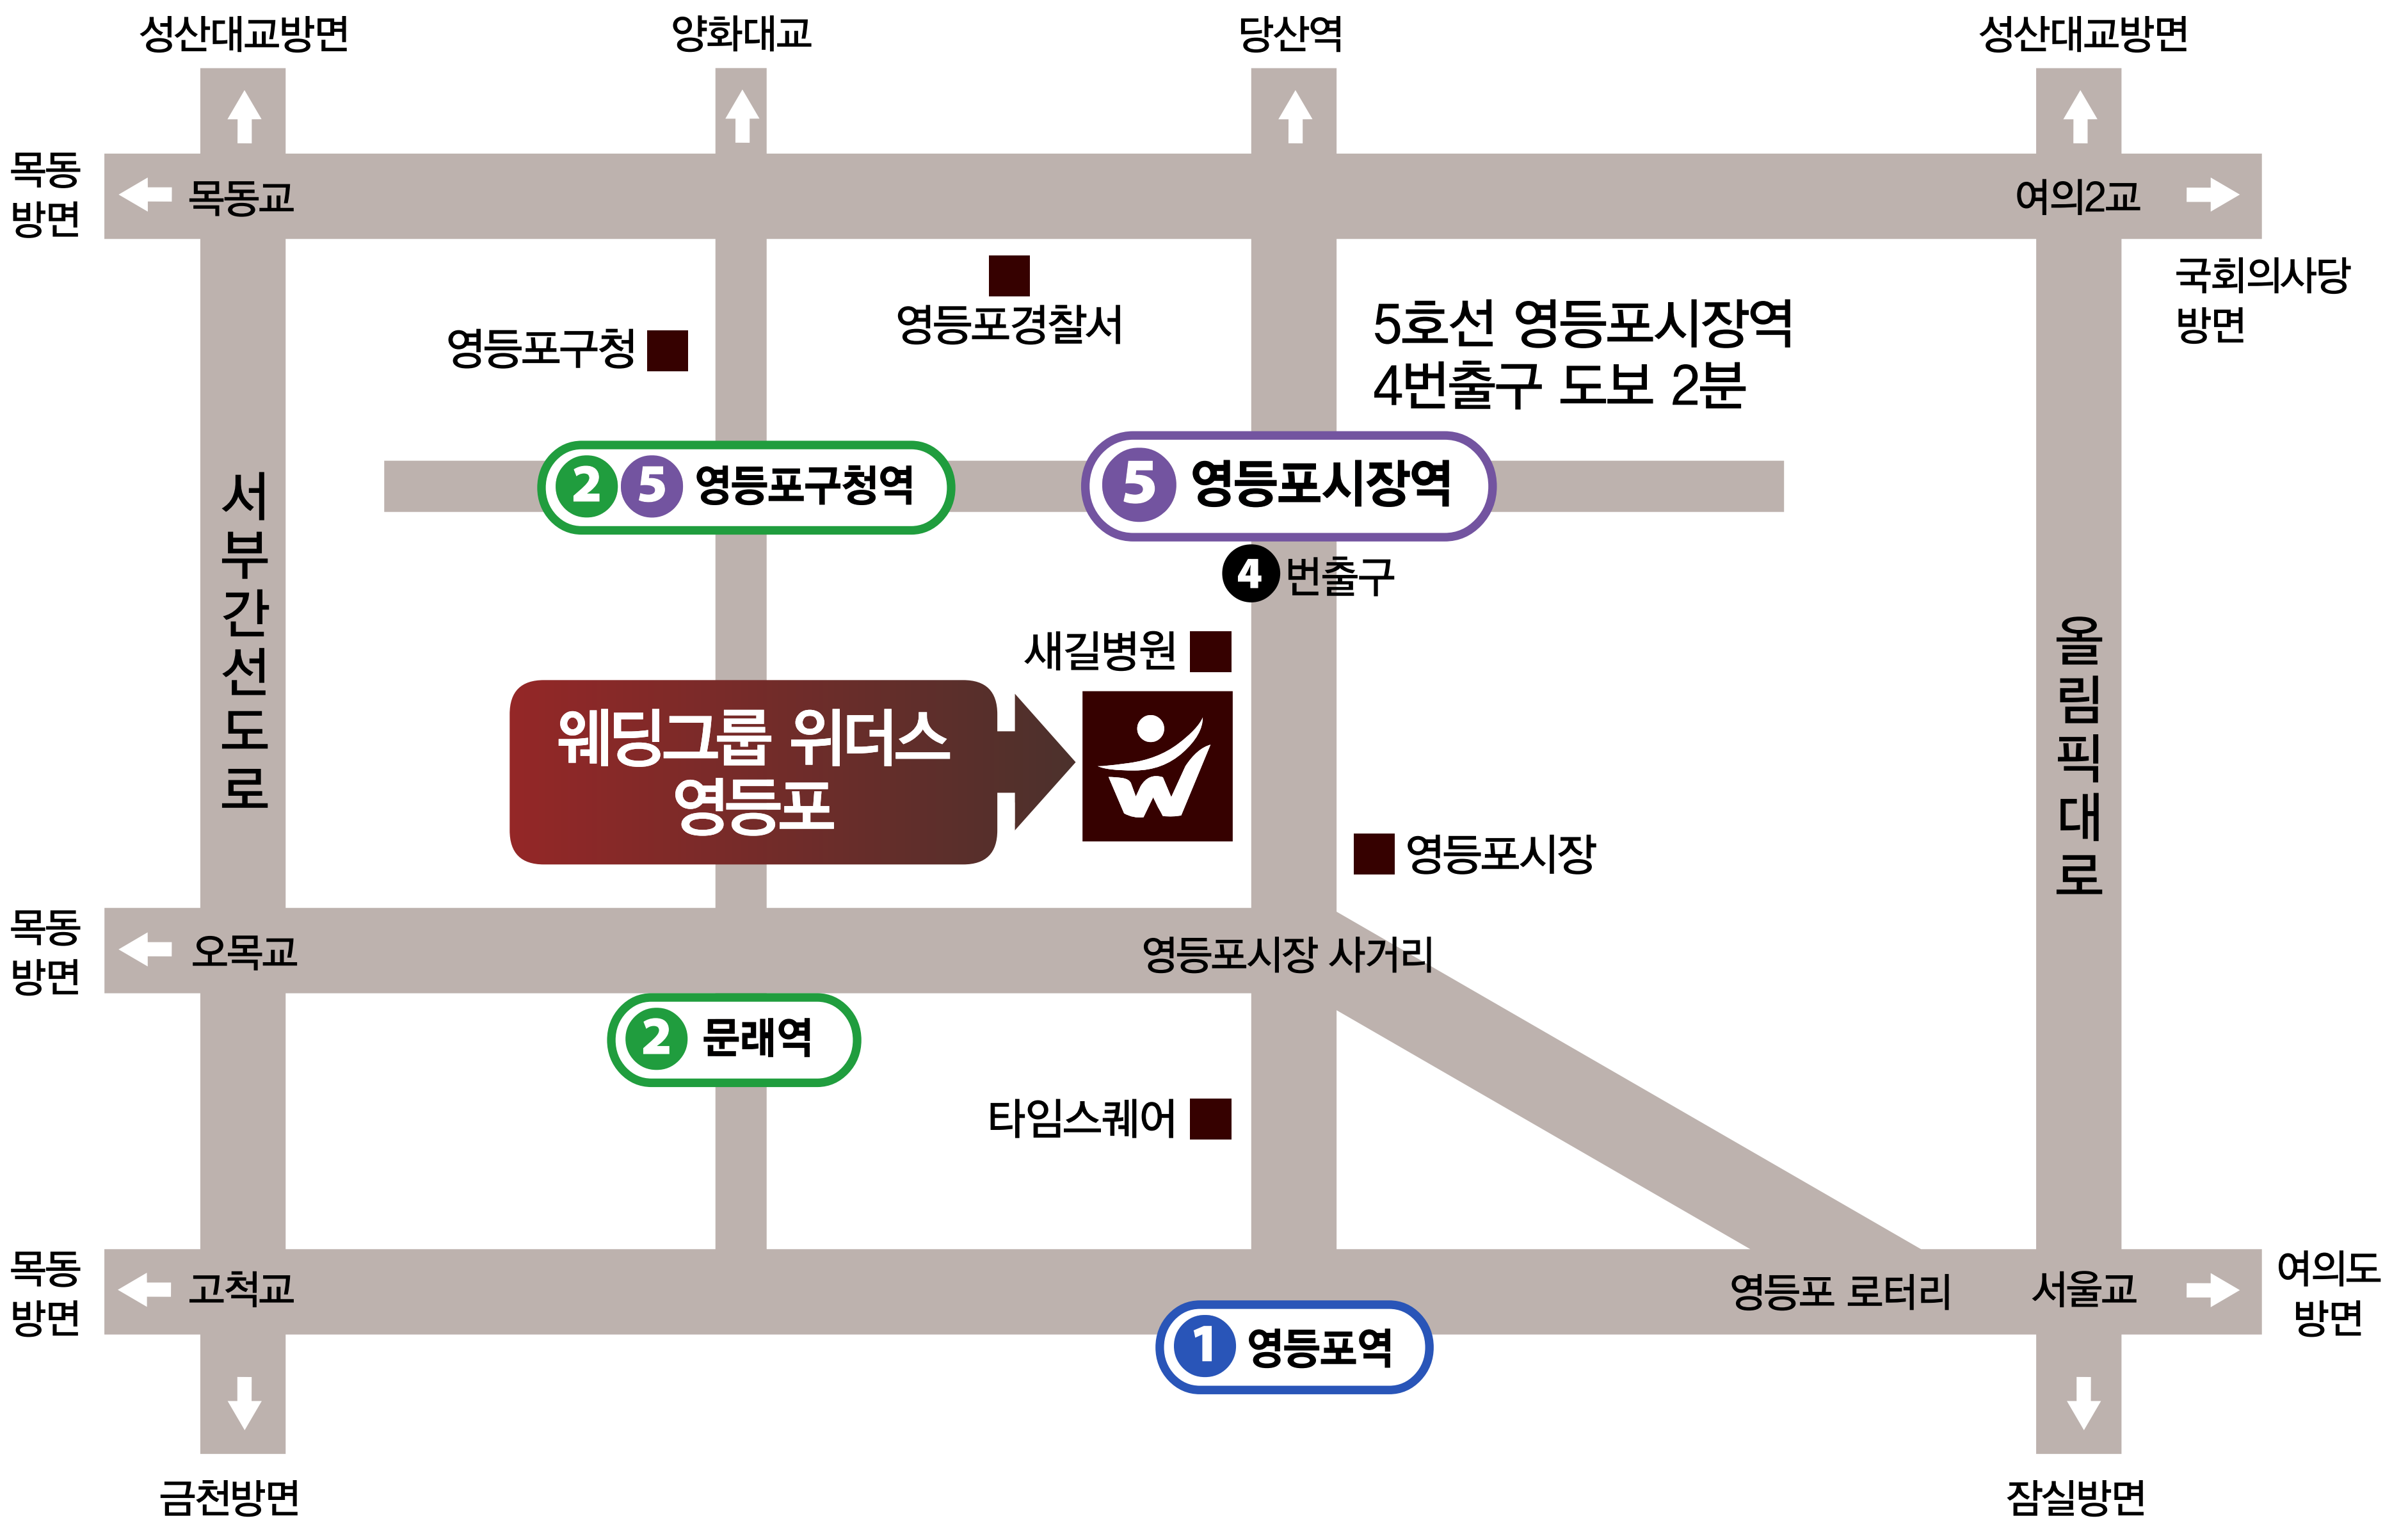 성산대교방면
양화대교
당산역
성산대교방면
목동
방면
목동교
여의2교
국회의사당
방면
영등포구청
영등포경찰서
5호선 영등포시장역
4번출구 도보 2분
2 5 영등포구청역
5 영등포시장역
4 번출구
서부간선도로
올림픽대로
새길병원
웨딩그룹 위더스
영등포
W
영등포시장
목동
방면
오목교
영등포시장 사거리
2 문래역
타임스퀘어
목동
방면
고척교
영등포 로터리
서울교
여의도
방면
1 영등포역
금천방면
잠실방면